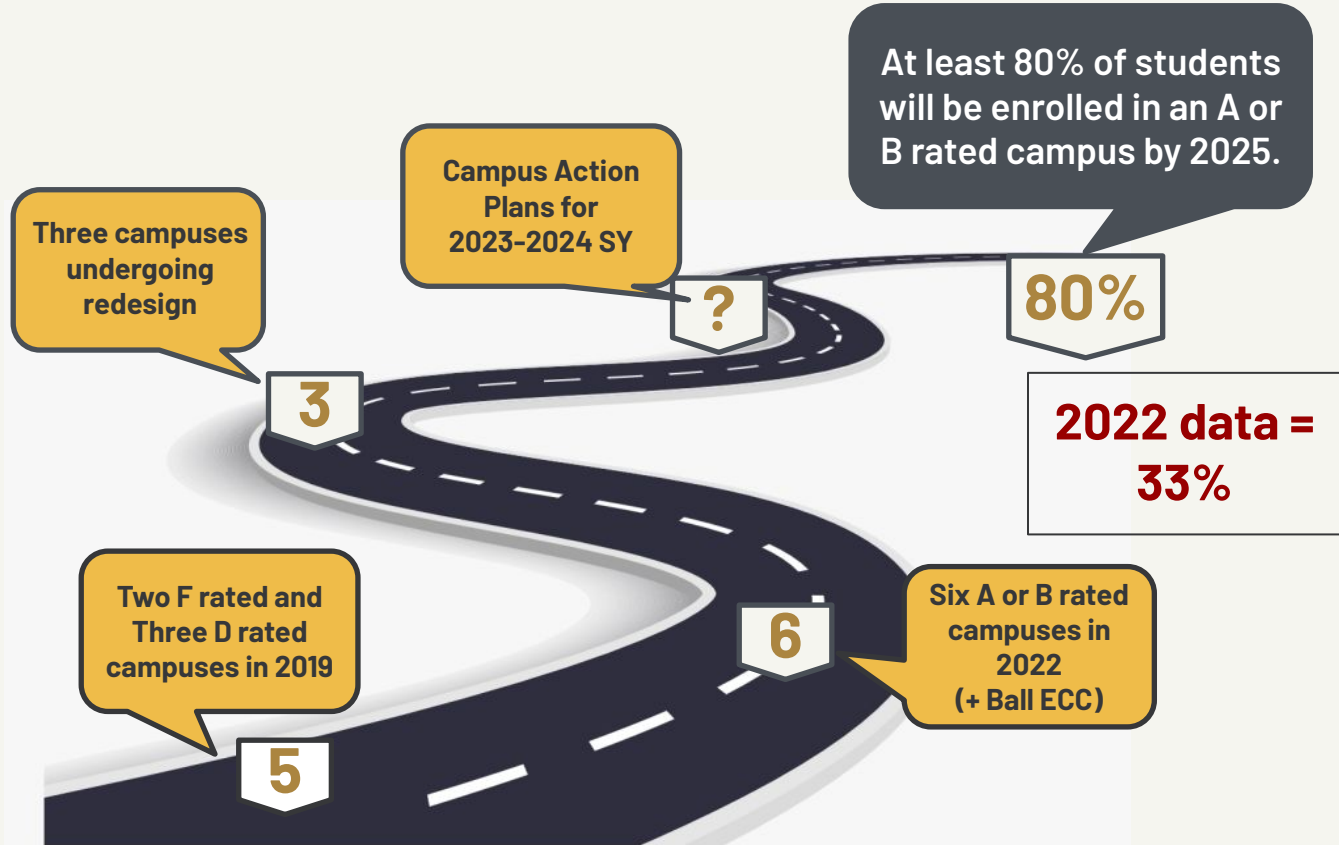 At least 80% of students
will be enrolled in an A or
B rated campus by 2025.
Campus Action
Plans for
2023-2024 SY
Three campuses
undergoing
redesign
?
80%
3
2022 data =
33%
Two F rated and
Three D rated
campuses in 2019
6
Six A or B rated
campuses in
2022
(+ Ball ECC)
5